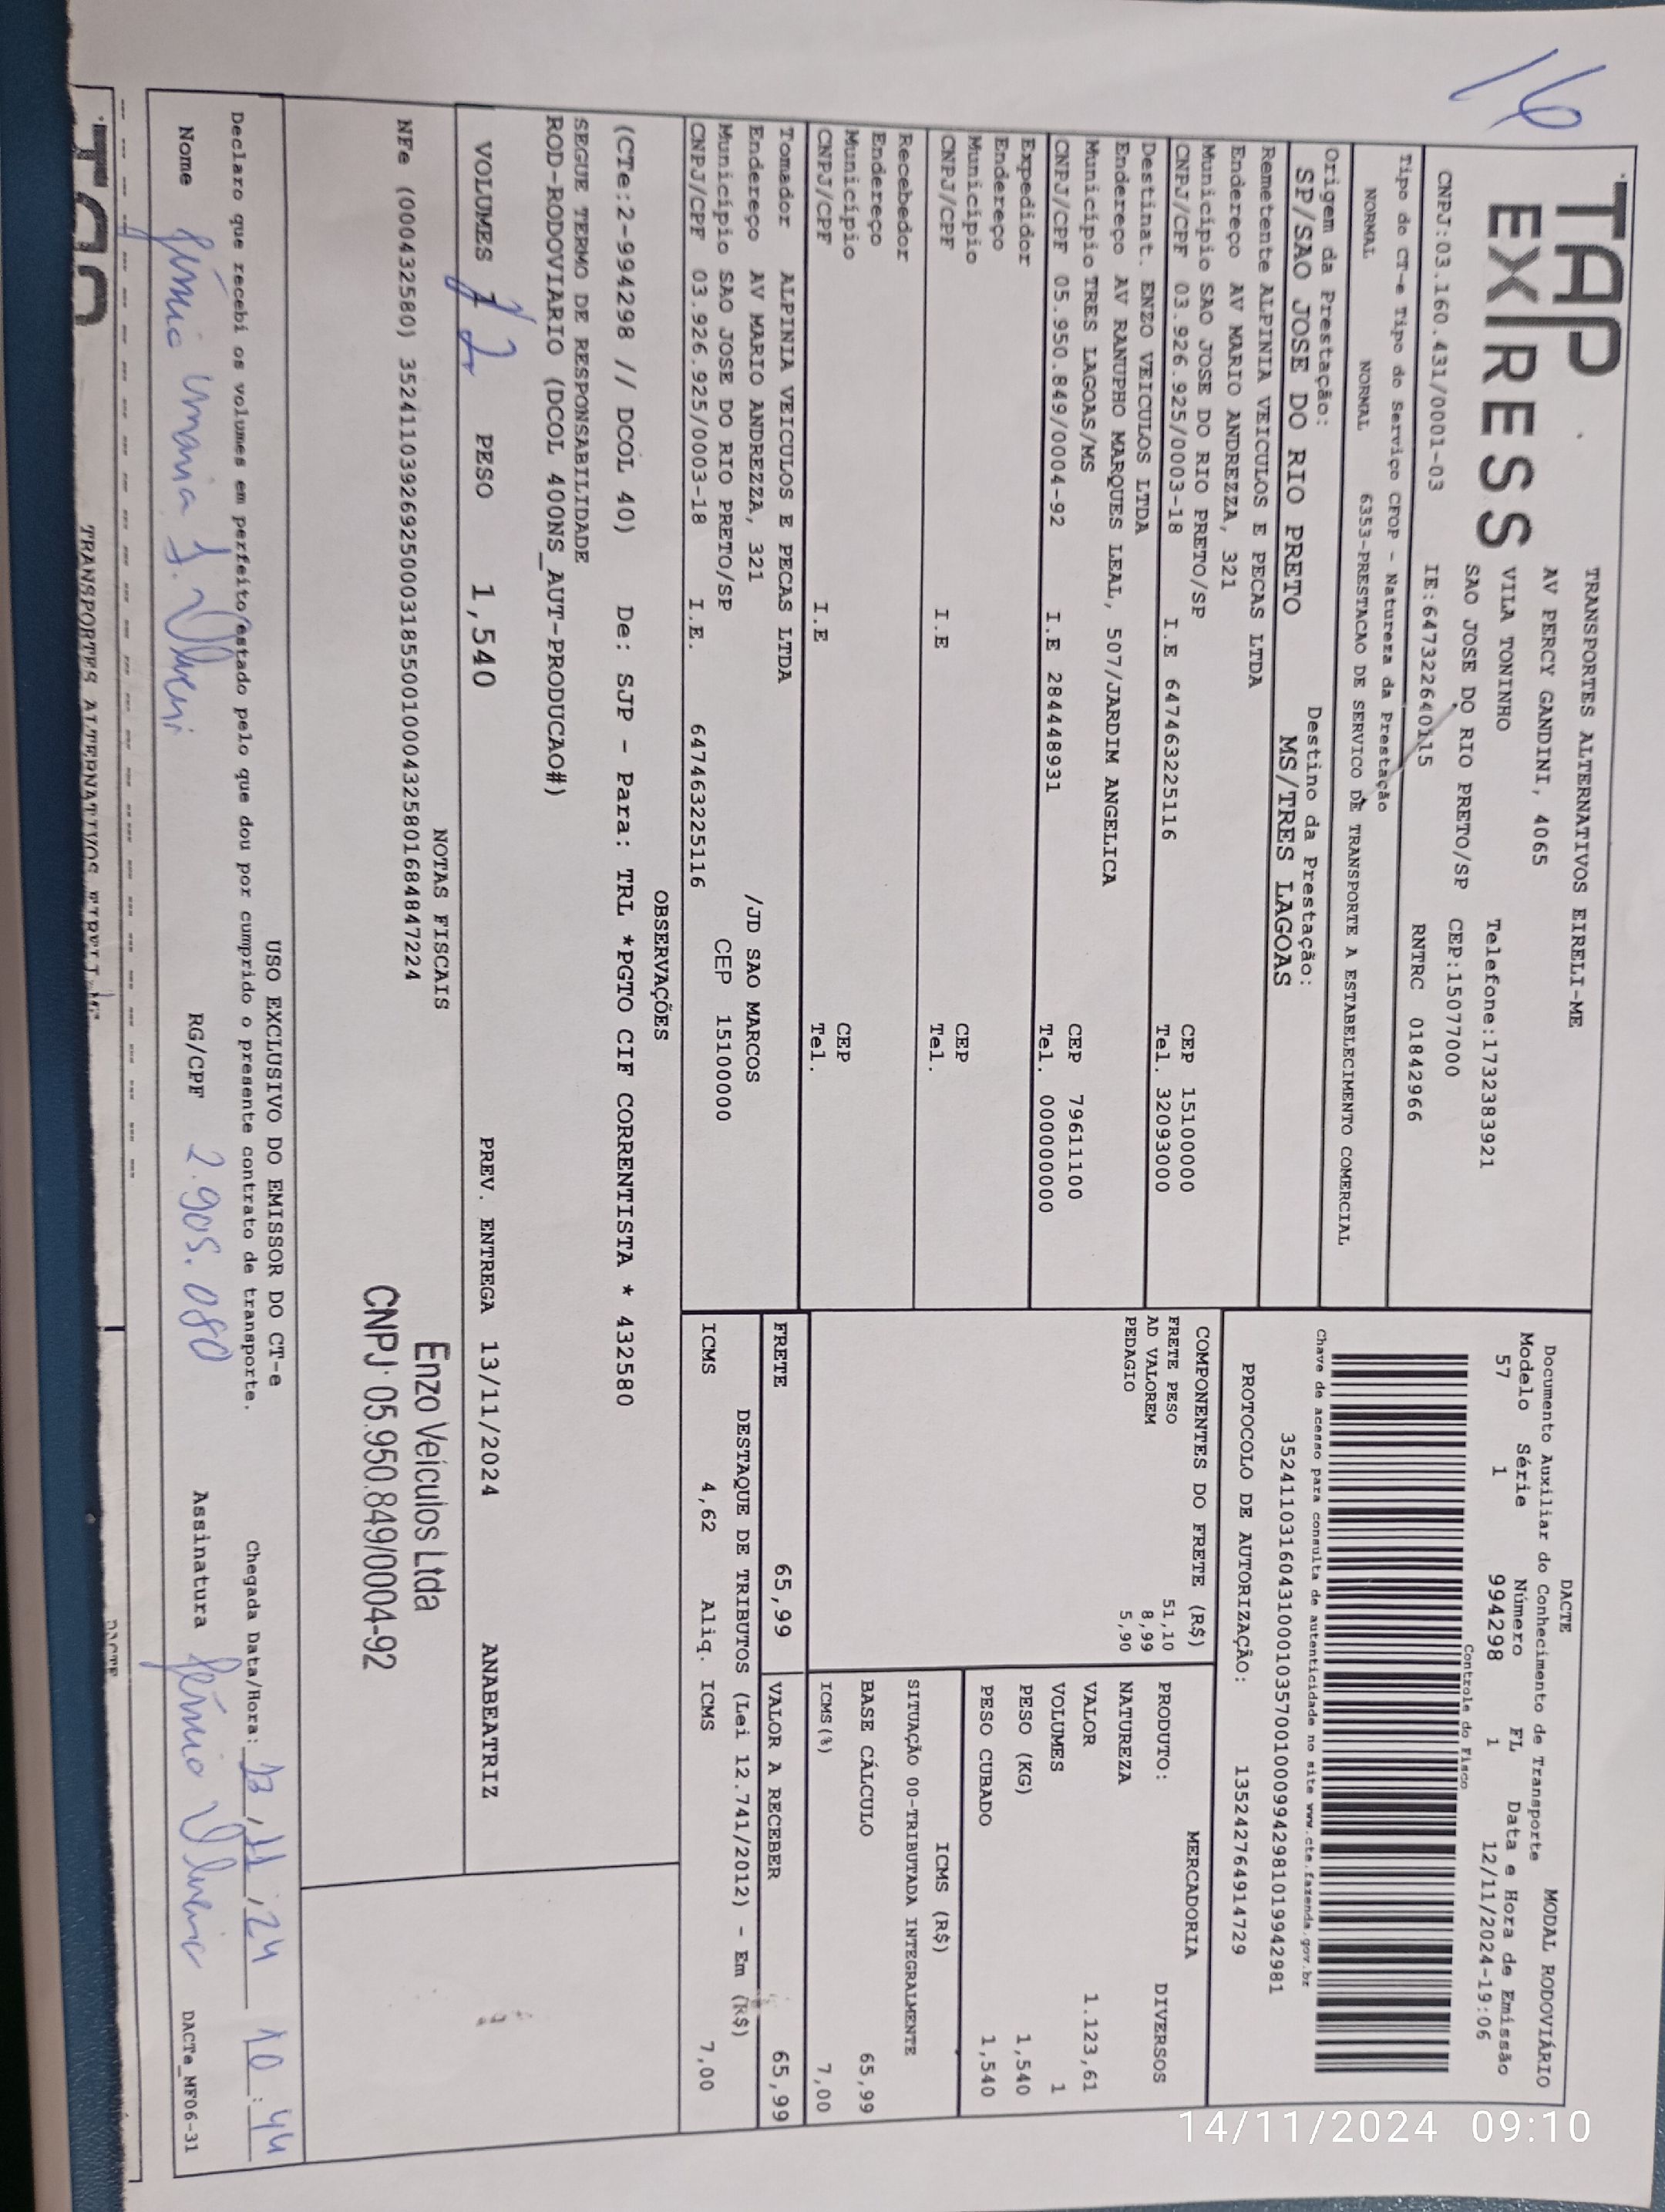 16
TAP EXPRESS
TRANSPORTES ALTERNATIVOS EIRELI-ME
AV PERCY GANDINI, 4065
VILA TONINHO Telefone:1732383921
SAO JOSE DO RIO PRETO/SP CEP:15077000
CNPJ:03.160.431/0001-03 IE:647322640115 RNTRC 01842966
Tipo do CT-e Tipo do Serviço CFOP - Natureza da Prestação
NORMAL NORMAL 6353-PRESTACAO DE SERVICO DE TRANSPORTE A ESTABELECIMENTO COMERCIAL
Origem da Prestação: Destino da Prestação:
SP/SAO JOSE DO RIO PRETO MS/TRES LAGOAS
Remetente ALPINIA VEICULOS E PECAS LTDA
Endereço AV MARIO ANDREZZA, 321
Município SAO JOSE DO RIO PRETO/SP CEP 15100000
CNPJ/CPF 03.926.925/0003-18 I.E 647463225116 Tel. 32093000
Destinat. ENZO VEICULOS LTDA
Endereço AV RANUPHO MARQUES LEAL, 507/JARDIM ANGELICA
Município TRES LAGOAS/MS CEP 79611100
CNPJ/CPF 05.950.849/0004-92 I.E 284448931 Tel. 000000000
Expedidor
Endereço
Município CEP
CNPJ/CPF I.E Tel.
Recebedor
Endereço
Município CEP
CNPJ/CPF I.E Tel.
Tomador ALPINIA VEICULOS E PECAS LTDA
Endereço AV MARIO ANDREZZA, 321 /JD SAO MARCOS
Município SAO JOSE DO RIO PRETO/SP CEP 15100000
CNPJ/CPF 03.926.925/0003-18 I.E. 647463225116
DACTE
Documento Auxiliar do Conhecimento de Transporte MODAL RODOVIÁRIO
Modelo Série Número FL Data e Hora de Emissão
57 1 994298 1 12/11/2024-19:06
Controle do Fisco
Chave de acesso para consulta de autenticidade no site www.cte.fazenda.gov.br
35241103160431000103570010009942981019942981
PROTOCOLO DE AUTORIZAÇÃO: 135242764914729
COMPONENTES DO FRETE (R$)
FRETE PESO 51,10
AD VALOREM 8,99
PEDAGIO 5,90
MERCADORIA
PRODUTO: DIVERSOS
NATUREZA
VALOR 1.123,61
VOLUMES 1
PESO (KG) 1,540
PESO CUBADO 1,540
ICMS (R$)
SITUAÇÃO 00-TRIBUTADA INTEGRALMENTE
BASE CÁLCULO 65,99
ICMS(%) 7,00
FRETE 65,99 VALOR A RECEBER 65,99
DESTAQUE DE TRIBUTOS (Lei 12.741/2012) - Em (R$)
ICMS 4,62 Aliq. ICMS 7,00
OBSERVAÇÕES
(CTe:2-994298 // DCOL 40) De: SJP - Para: TRL *PGTO CIF CORRENTISTA * 432580
SEGUE TERMO DE RESPONSABILIDADE
ROD-RODOVIARIO (DCOL 400NS_AUT-PRODUCAO#)
VOLUMES 1 PESO 1,540 PREV. ENTREGA 13/11/2024 ANABEATRIZ
NOTAS FISCAIS
NFe (000432580) 35241103926925000318550010004325801684847224
Enzo Veículos Ltda
CNPJ: 05.950.849/0004-92
USO EXCLUSIVO DO EMISSOR DO CT-e
Declaro que recebi os volumes em perfeito estado pelo que dou por cumprido o presente contrato de transporte. Chegada Data/Hora: 13/11/24 10:44
Nome RG/CPF 2.905.080 Assinatura DACTe_MF06-31
TRANSPORTES ALTERNATIVOS EIRELI-ME
DACTE
14/11/2024 09:10